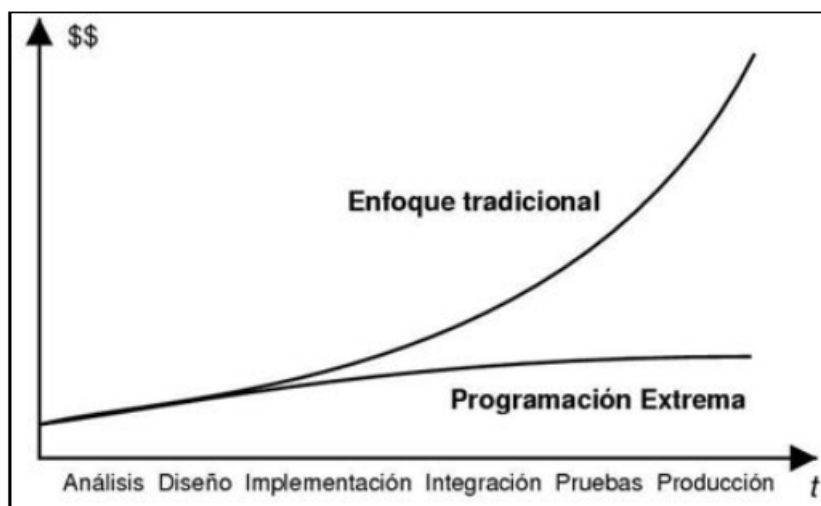 $$
Enfoque tradicional
Programación Extrema
Análisis Diseño Implementación Integración Pruebas Producción t